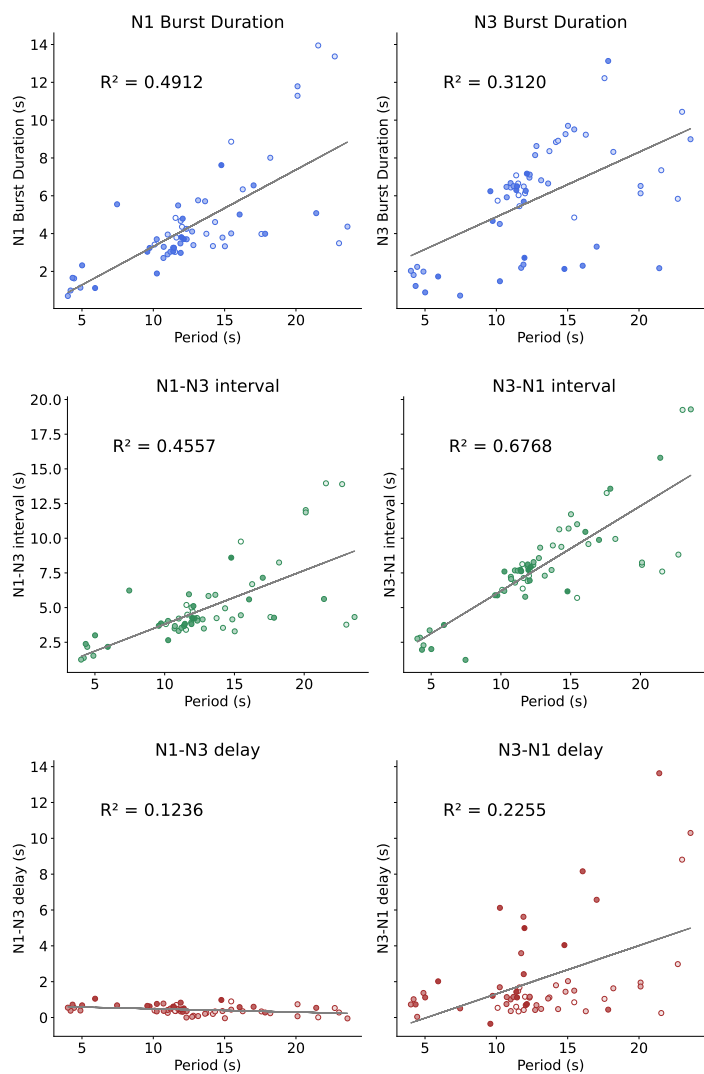 N1 Burst Duration
N3 Burst Duration
R² = 0.4912
R² = 0.3120
N1 Burst Duration (s)
N3 Burst Duration (s)
14
12
10
8
6
4
2
5
10
15
20
5
10
15
20
Period (s)
Period (s)
N1-N3 interval
N3-N1 interval
R² = 0.4557
R² = 0.6768
N1-N3 interval (s)
N3-N1 interval (s)
20.0
17.5
15.0
12.5
10.0
7.5
5.0
2.5
5
10
15
20
5
10
15
20
Period (s)
Period (s)
N1-N3 delay
N3-N1 delay
R² = 0.1236
R² = 0.2255
N1-N3 delay (s)
N3-N1 delay (s)
14
12
10
8
6
4
2
0
5
10
15
20
5
10
15
20
Period (s)
Period (s)